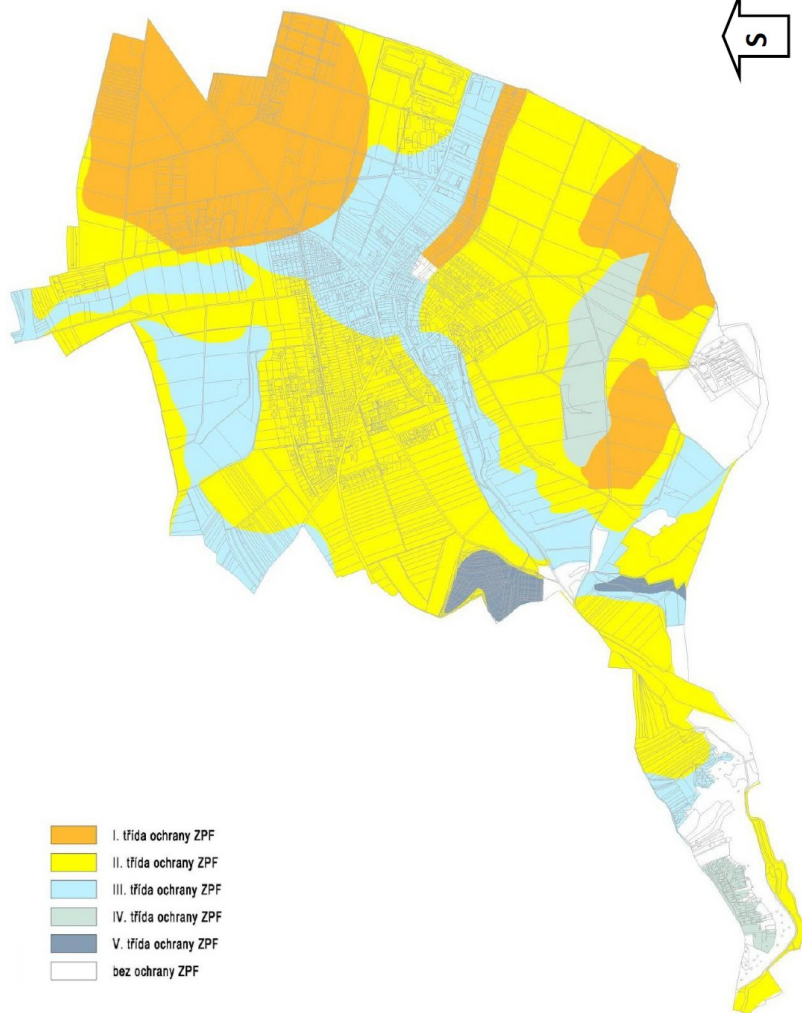 S
I. třída ochrany ZPF
II. třída ochrany ZPF
III. třída ochrany ZPF
IV. třída ochrany ZPF
V. třída ochrany ZPF
bez ochrany ZPF